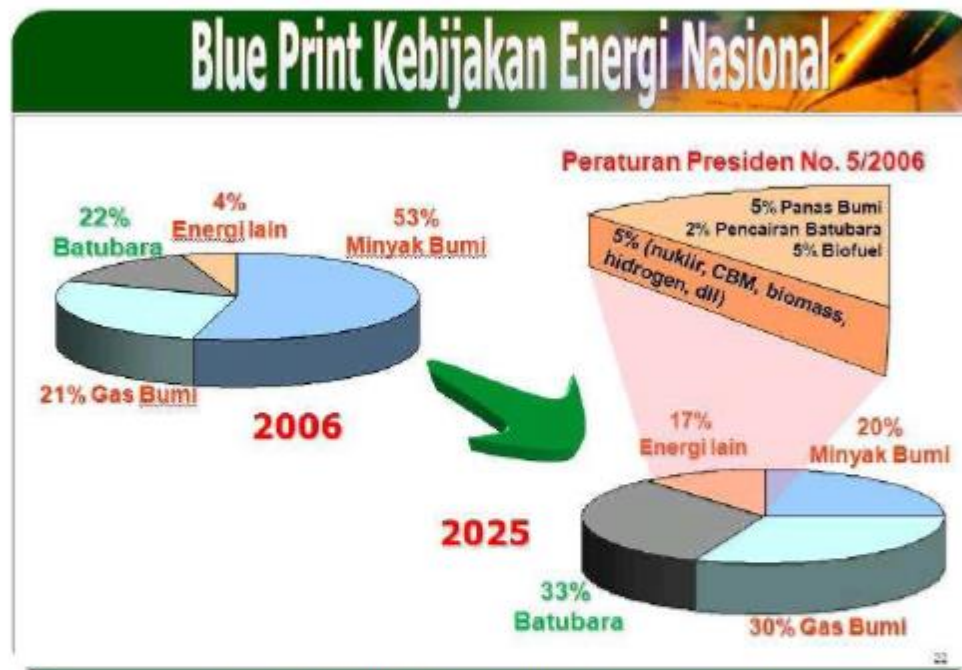 Blue Print Kebijakan Energi Nasional
Peraturan Presiden No. 5/2006
4%
Energi lain
22%
Batubara
53%
Minyak Bumi
21% Gas Bumi
2006
5% Panas Bumi
2% Pencairan Batubara
5% Biofuel
5% (nuklir, CBM, biomass,
hidrogen, dll)
17%
Energi lain
20%
Minyak Bumi
2025
33%
Batubara
30% Gas Bumi